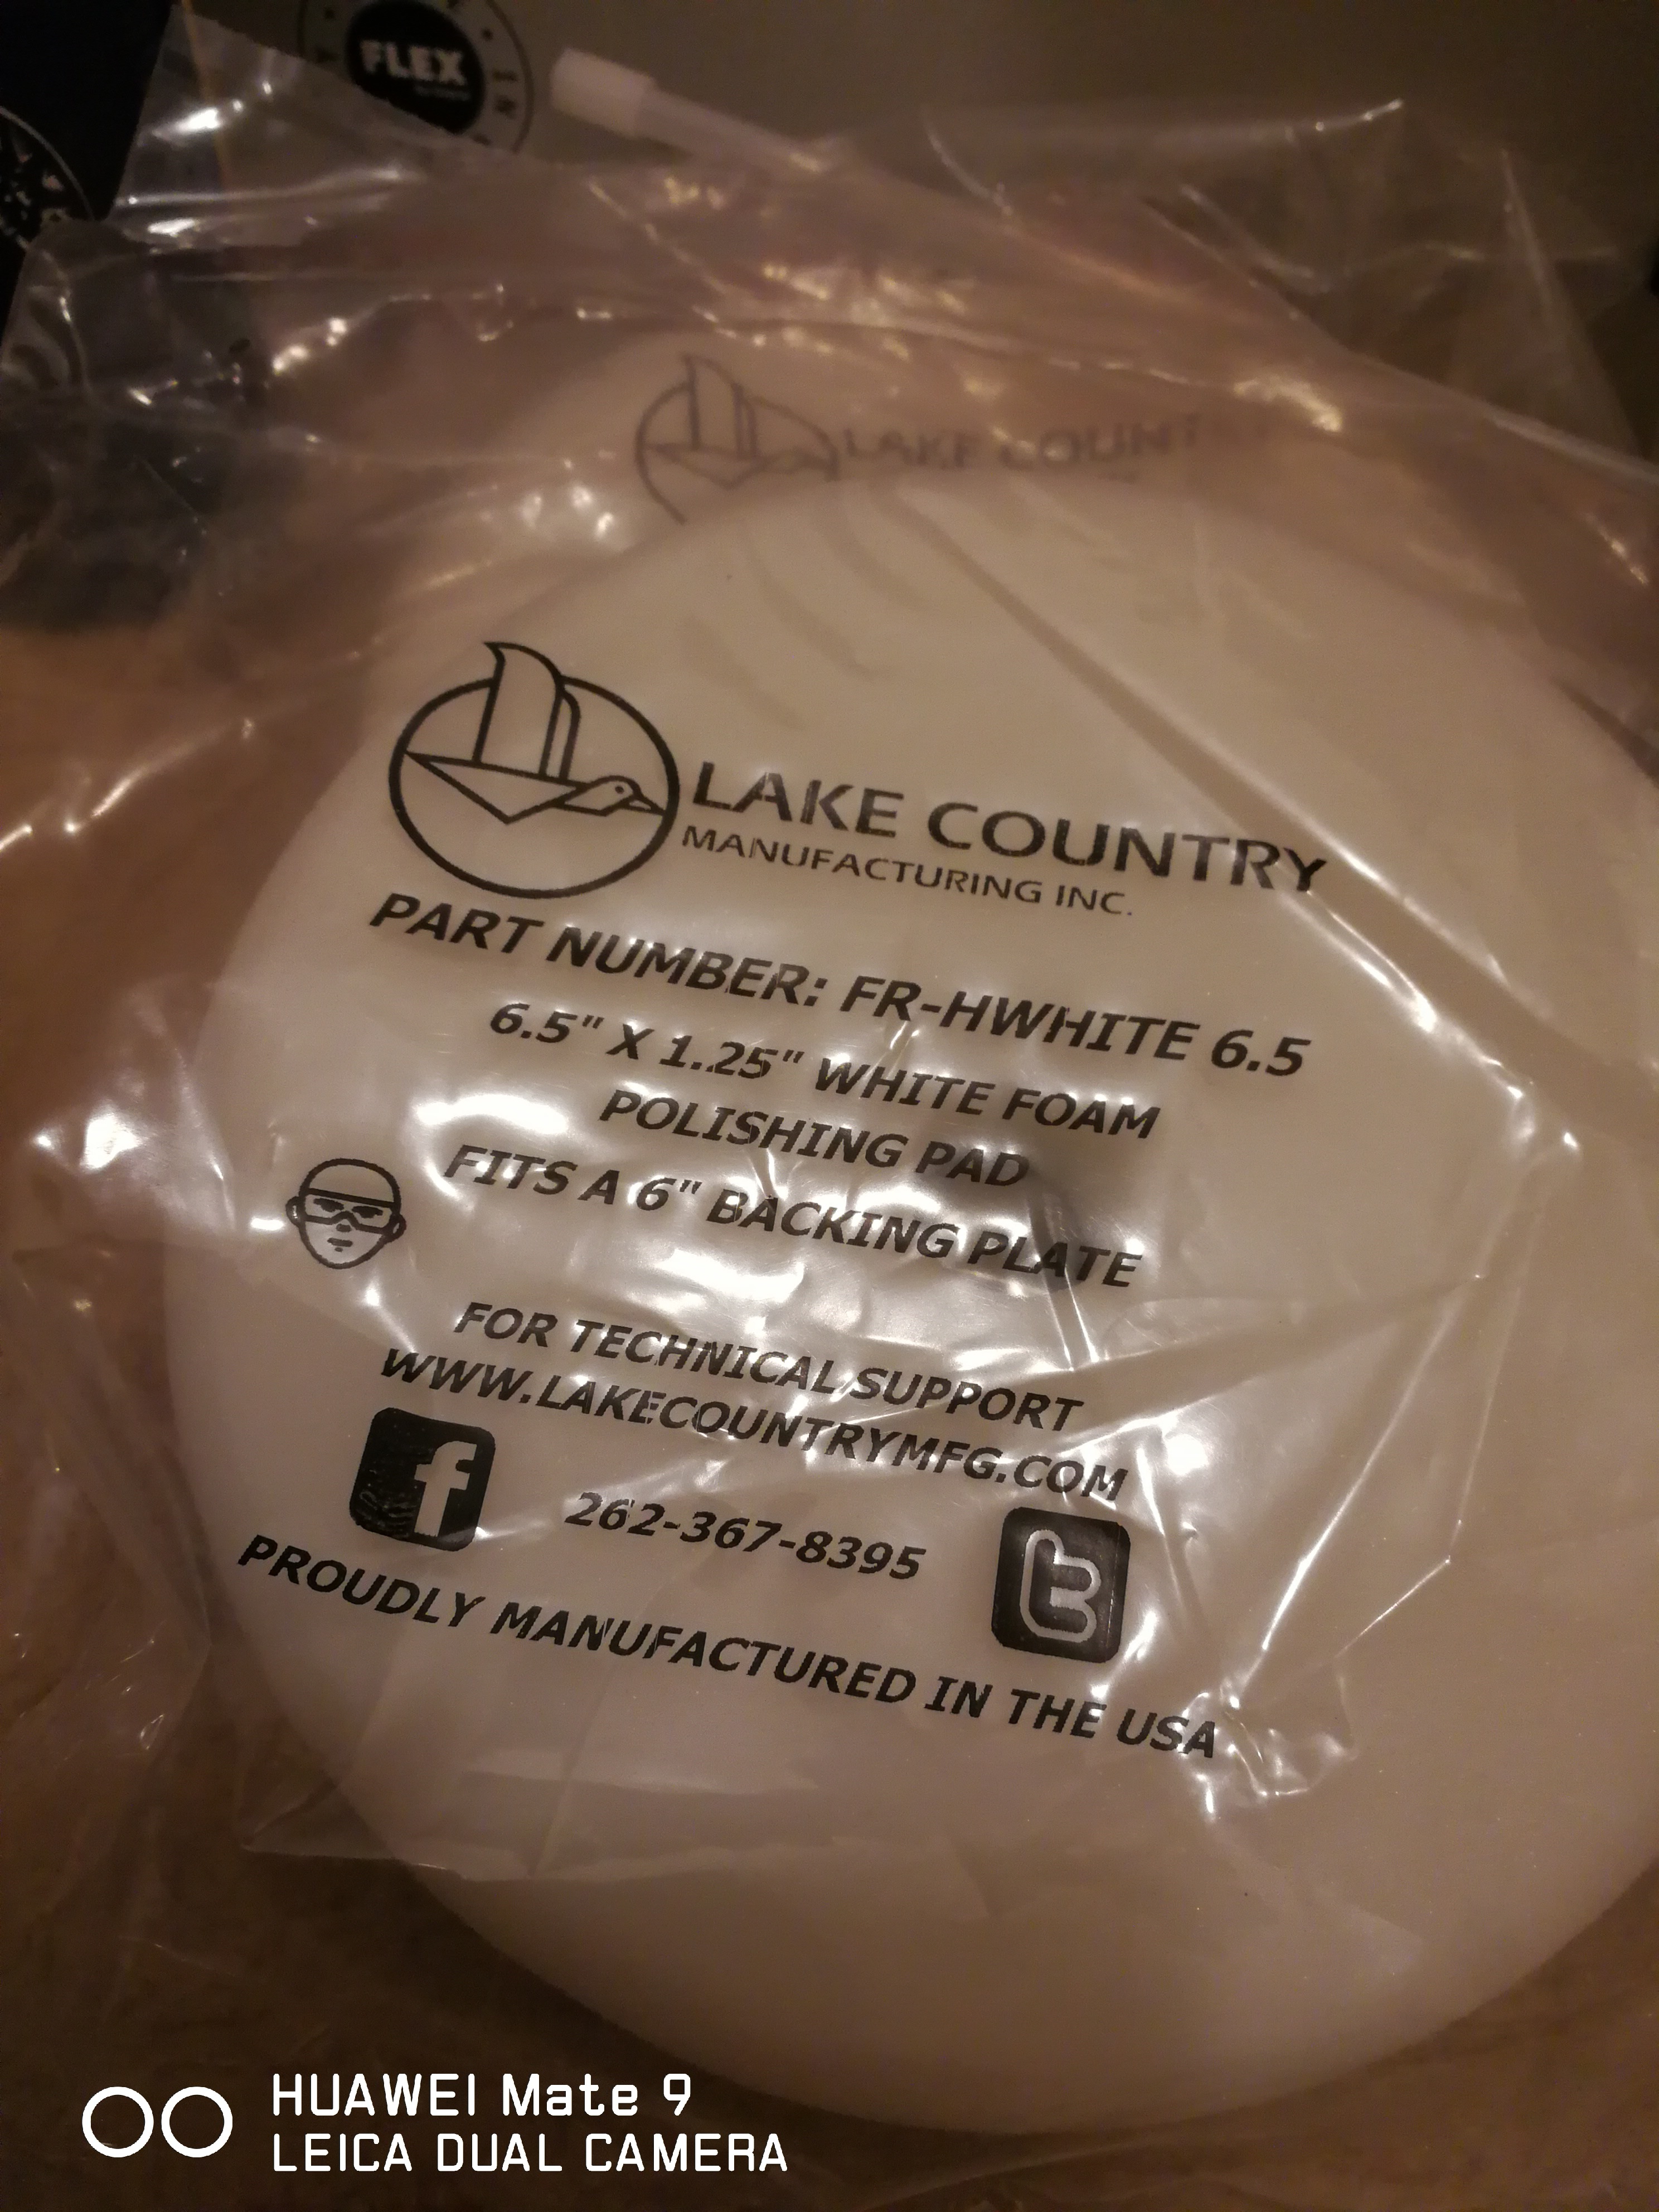 FLEX
LAKE COUNT
LAKE COUNTRY
MANUFACTURING INC.
PART NUMBER: FR-HWHITE 6.5
6.5" X 1.25" WHITE FOAM
POLISHING PAD
FITS A 6" BACKING PLATE
FOR TECHNICAL SUPPORT
WWW.LAKECOUNTRYMFG.COM
f
262-367-8395
t
PROUDLY MANUFACTURED IN THE USA
HUAWEI Mate 9
LEICA DUAL CAMERA